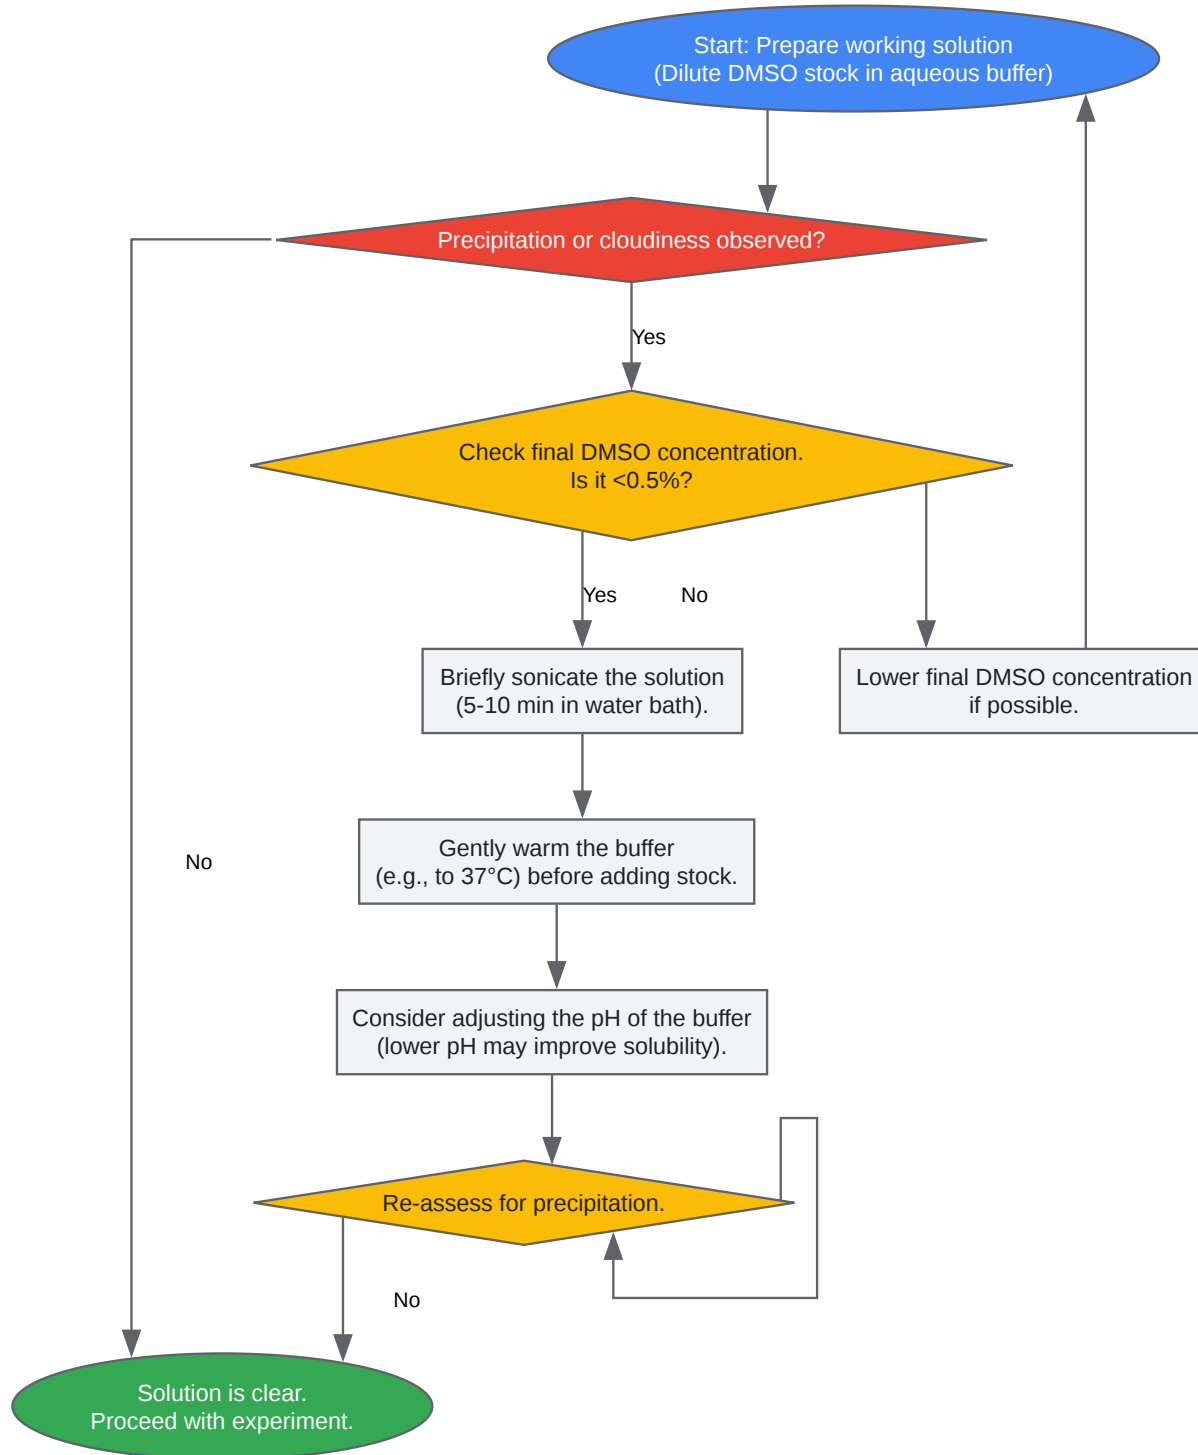 Start: Prepare working solution
(Dilute DMSO stock in aqueous buffer)
Precipitation or cloudiness observed?
Yes
Check final DMSO concentration.
Is it <0.5%?
Yes
No
Briefly sonicate the solution
(5-10 min in water bath).
Lower final DMSO concentration
if possible.
Gently warm the buffer
(e.g., to 37°C) before adding stock.
No
Consider adjusting the pH of the buffer
(lower pH may improve solubility).
Re-assess for precipitation.
No
Solution is clear.
Proceed with experiment.